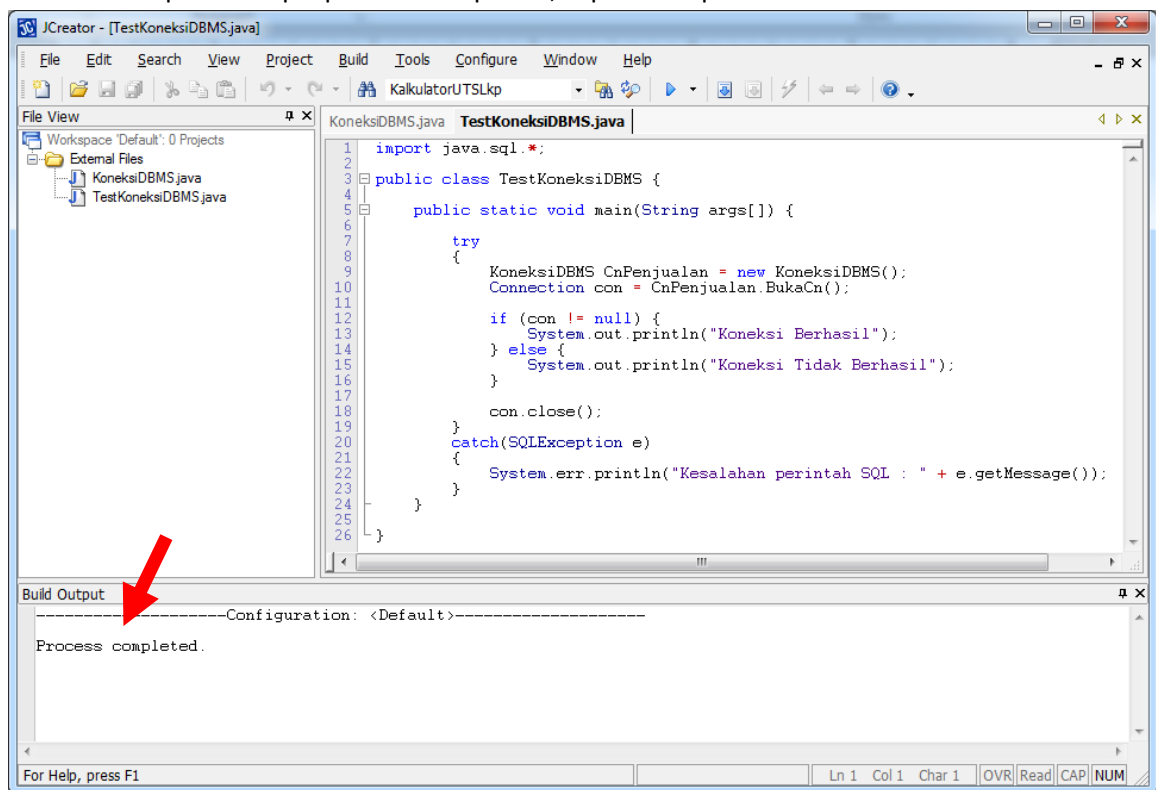 JCreator - [TestKoneksiDBMS.java]
File Edit Search View Project Build Tools Configure Window Help
KalkulatorUTSLkp
File View
Workspace 'Default': 0 Projects
External Files
KoneksiDBMS.java
TestKoneksiDBMS.java
KoneksiDBMS.java TestKoneksiDBMS.java
1 import java.sql.*;
2
3 public class TestKoneksiDBMS {
4
5 public static void main(String args[]) {
6
7 try
8 {
9 KoneksiDBMS CnPenjualan = new KoneksiDBMS();
10 Connection con = CnPenjualan.BukaCn();
11
12 if (con != null) {
13 System.out.println("Koneksi Berhasil");
14 } else {
15 System.out.println("Koneksi Tidak Berhasil");
16 }
17
18 con.close();
19 }
20 catch(SQLException e)
21 {
22 System.err.println("Kesalahan perintah SQL : " + e.getMessage());
23 }
24 }
25
26 }
Build Output
--------------------Configuration: <Default>--------------------
Process completed.
For Help, press F1
Ln 1 Col 1 Char 1 OVR Read CAP NUM